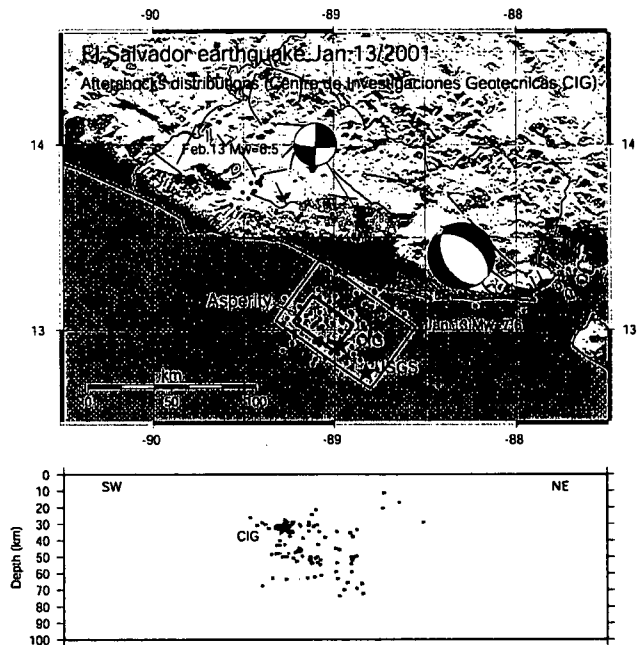 -90 -89 -88
El Salvador earthquake Jan.13/2001
Aftershocks distributions (Centro de Investigaciones Geotecnicas, CIG)
14
Feb.13 Mw=6.5
Asperity
13
Jan.13 Mw=7.6
CIG
USGS
km
0 50 100
-90 -89 -88
SW NE
CIG
Depth (km)
0
10
20
30
40
50
60
70
80
90
100